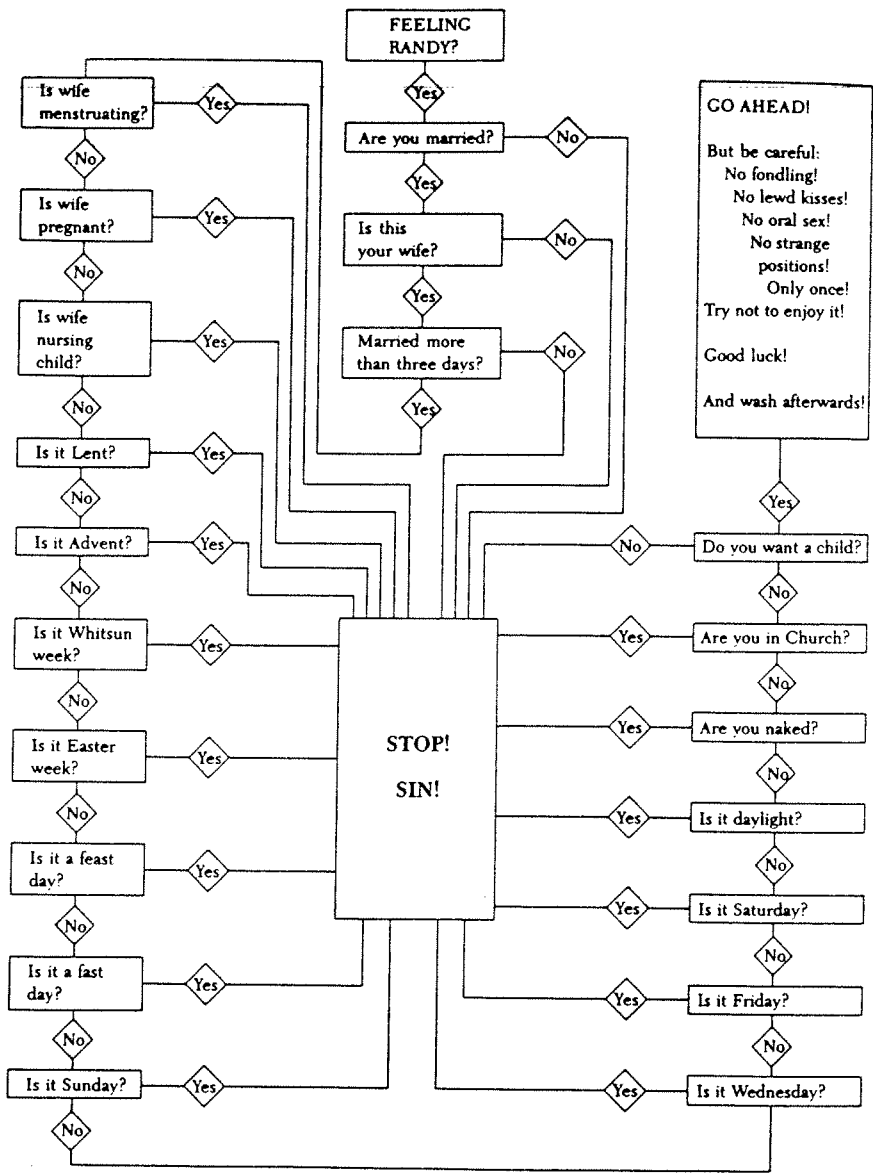 FEELING
RANDY?
Yes
Are you married?
No
Yes
Is this
your wife?
No
Yes
Married more
than three days?
No
Yes
Is wife
menstruating?
Yes
No
Is wife
pregnant?
Yes
No
Is wife
nursing
child?
Yes
No
Is it Lent?
Yes
No
Is it Advent?
Yes
No
Is it Whitsun
week?
Yes
No
Is it Easter
week?
Yes
No
Is it a feast
day?
Yes
No
Is it a fast
day?
Yes
No
Is it Sunday?
Yes
No
Is it Wednesday?
Yes
No
Is it Friday?
Yes
No
Is it Saturday?
Yes
No
Is it daylight?
Yes
No
Are you naked?
Yes
No
Are you in Church?
Yes
No
Do you want a child?
No
Yes
STOP!
SIN!
GO AHEAD!
But be careful:
No fondling!
No lewd kisses!
No oral sex!
No strange
positions!
Only once!
Try not to enjoy it!
Good luck!
And wash afterwards!